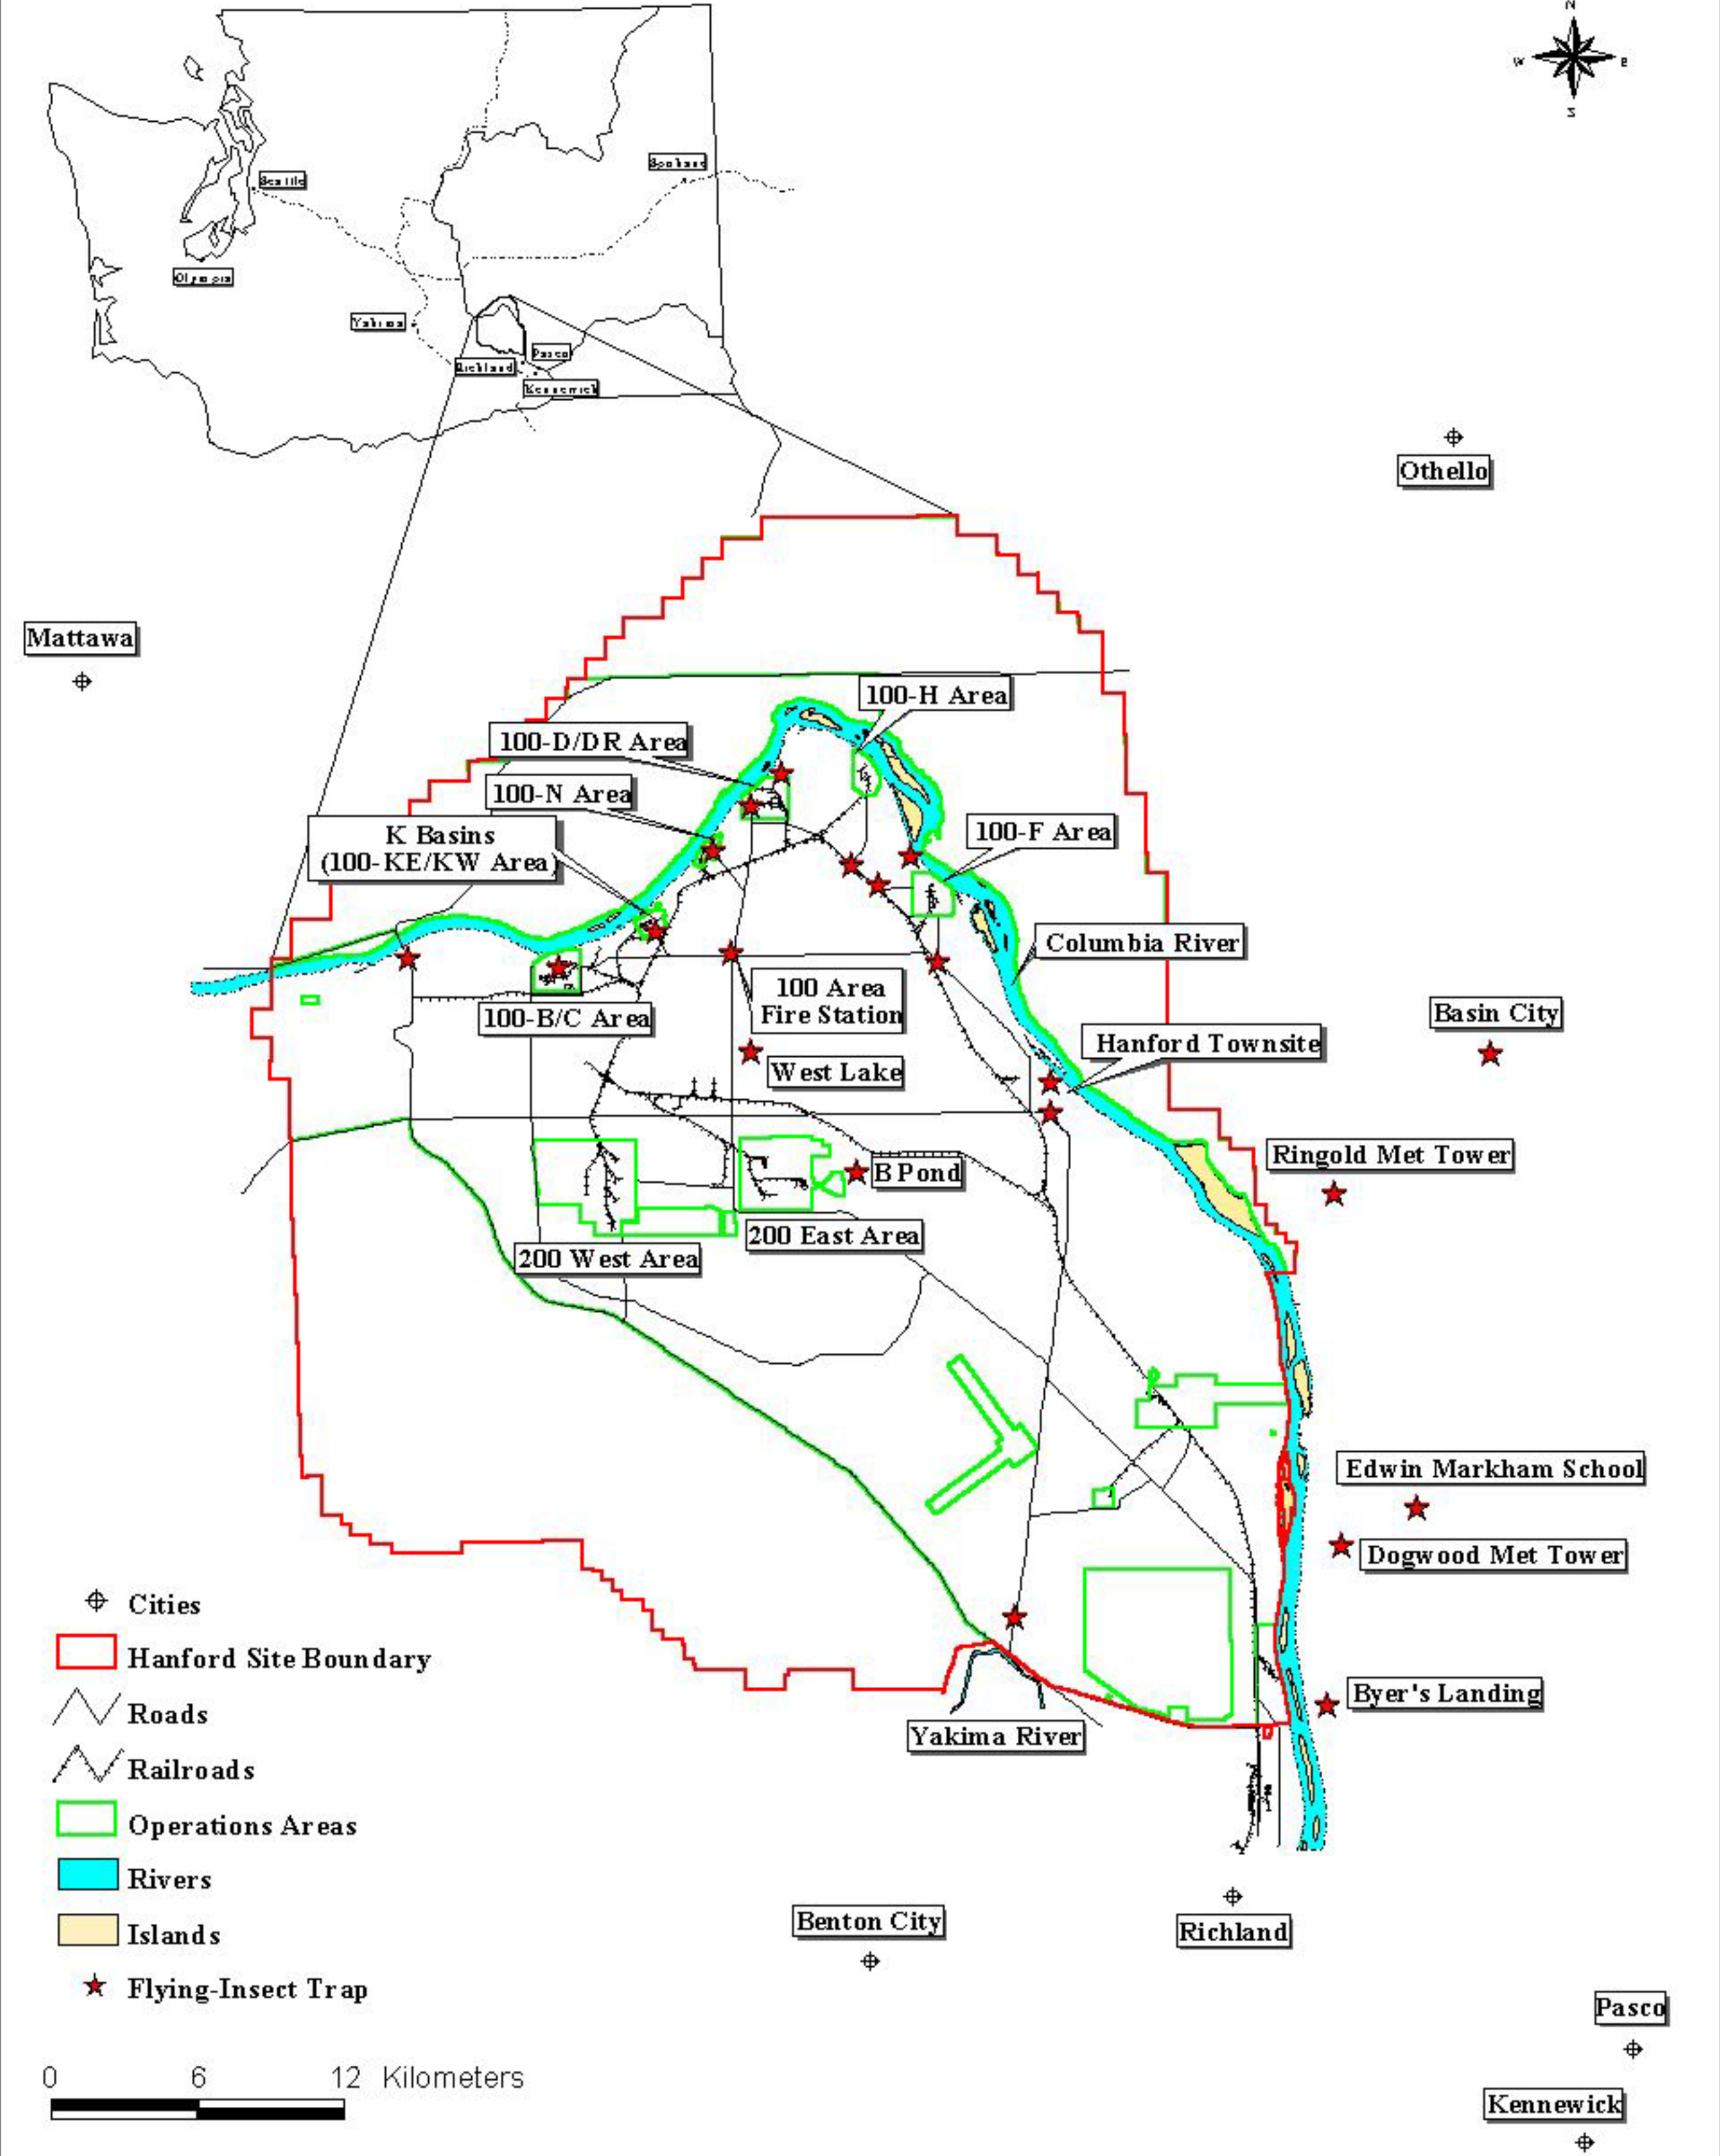 N
W
E
S
Seattle
Spokane
Olympia
Yakima
Pasco
Richland
Kennewick
Othello
Mattawa
100-H Area
100-D/DR Area
100-N Area
K Basins
(100-KE/KW Area)
100-F Area
Columbia River
100 Area
Fire Station
100-B/C Area
Basin City
Hanford Townsite
West Lake
Ringold Met Tower
B Pond
200 East Area
200 West Area
Edwin Markham School
Dogwood Met Tower
Byer's Landing
Yakima River
Cities
Hanford Site Boundary
Roads
Railroads
Operations Areas
Rivers
Islands
Flying-Insect Trap
Benton City
Richland
Pasco
Kennewick
0 6 12 Kilometers